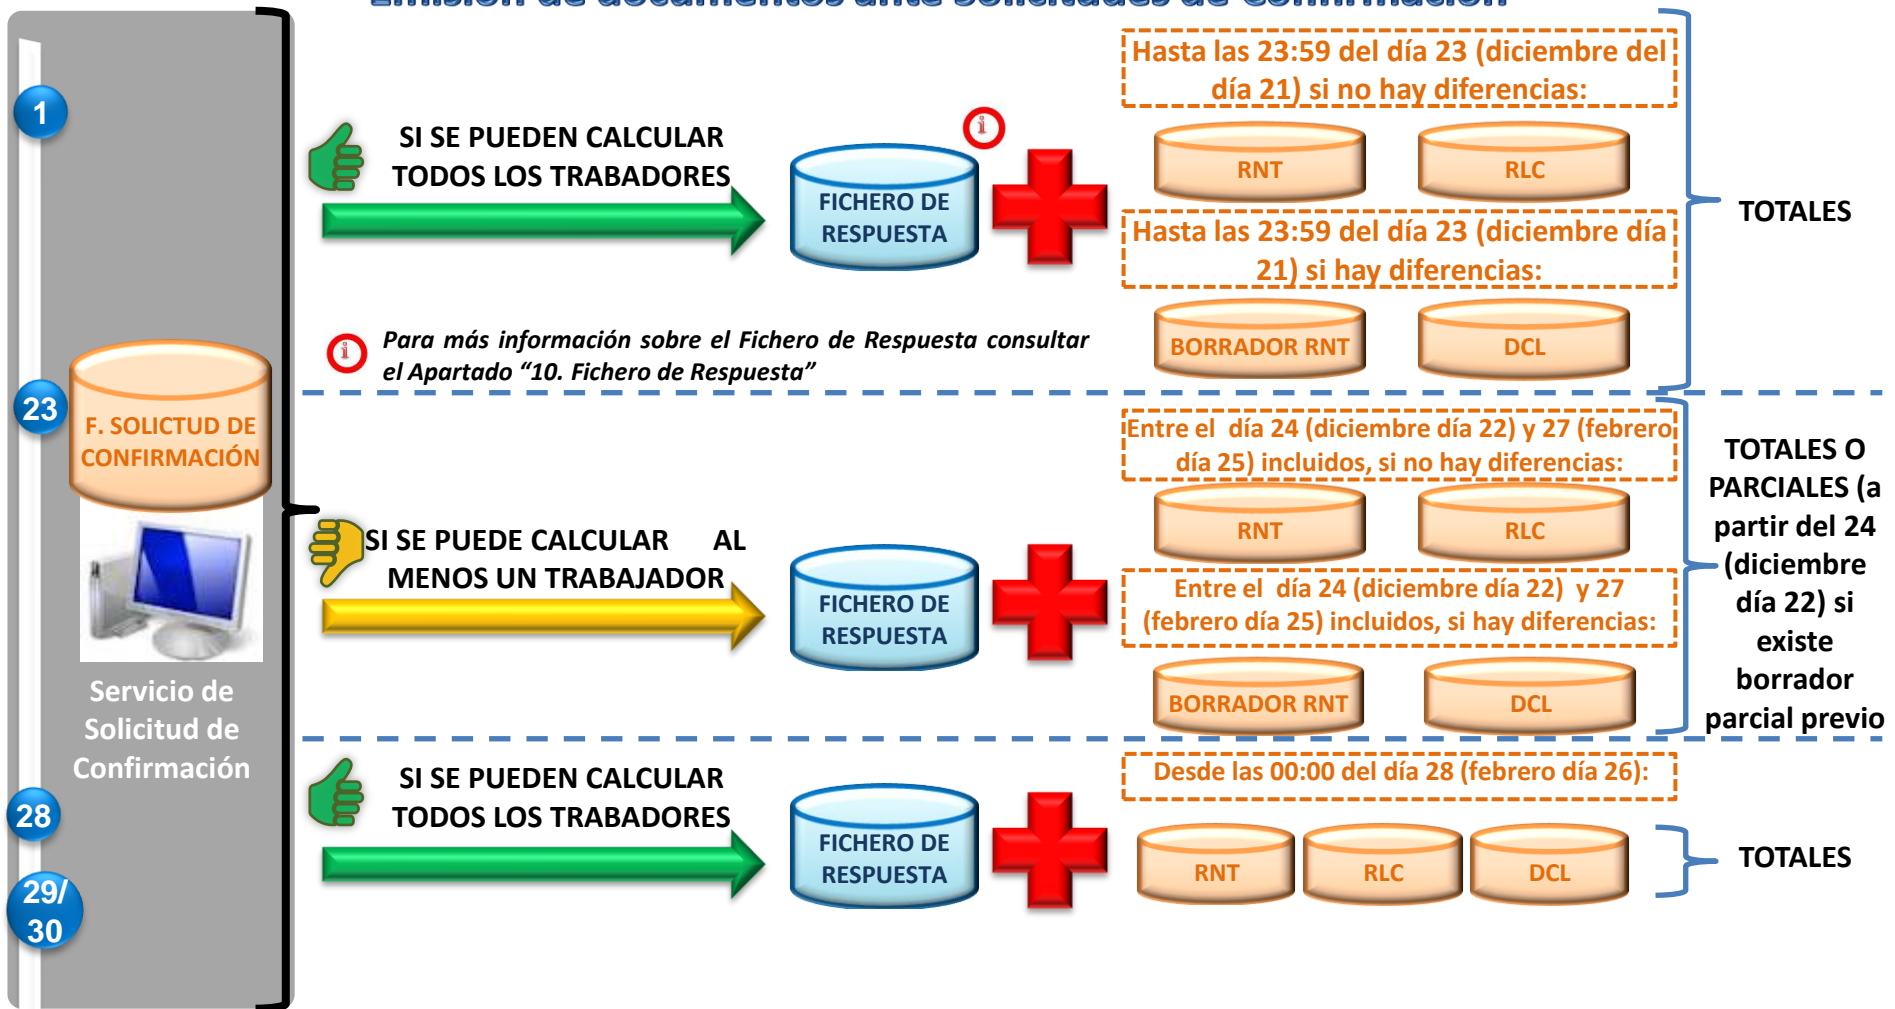 Emisión de documentos ante Solicitudes de Confirmación
1
23
28
29/
30
F. SOLICTUD DE
CONFIRMACIÓN
Servicio de
Solicitud de
Confirmación
SI SE PUEDEN CALCULAR
TODOS LOS TRABADORES
FICHERO DE
RESPUESTA
i
Hasta las 23:59 del día 23 (diciembre del
día 21) si no hay diferencias:
RNT
RLC
Hasta las 23:59 del día 23 (diciembre día
21) si hay diferencias:
BORRADOR RNT
DCL
TOTALES
i
Para más información sobre el Fichero de Respuesta consultar
el Apartado “10. Fichero de Respuesta”
SI SE PUEDE CALCULAR AL
MENOS UN TRABAJADOR
FICHERO DE
RESPUESTA
Entre el día 24 (diciembre día 22) y 27 (febrero
día 25) incluidos, si no hay diferencias:
RNT
RLC
Entre el día 24 (diciembre día 22) y 27
(febrero día 25) incluidos, si hay diferencias:
BORRADOR RNT
DCL
TOTALES O
PARCIALES (a
partir del 24
(diciembre
día 22) si
existe
borrador
parcial previo
SI SE PUEDEN CALCULAR
TODOS LOS TRABADORES
FICHERO DE
RESPUESTA
Desde las 00:00 del día 28 (febrero día 26):
RNT
RLC
DCL
TOTALES